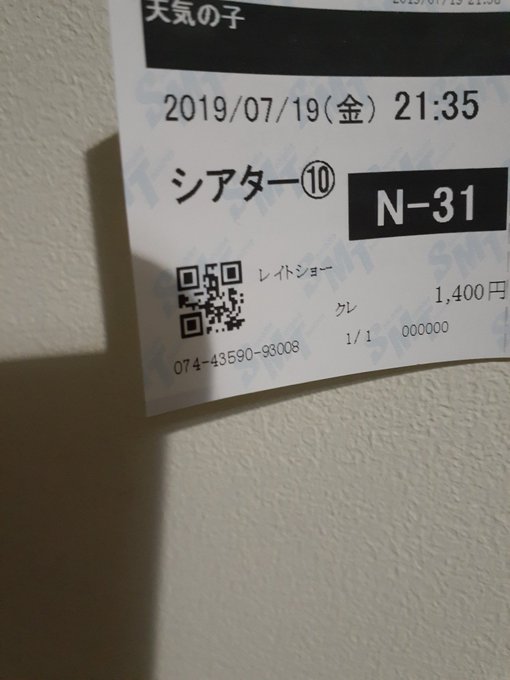 天気の子
2019/07/19(金) 21:35
シアター⑩
N-31
レイトショー
クレ
1,400円
1/1
000000
074-43590-93008